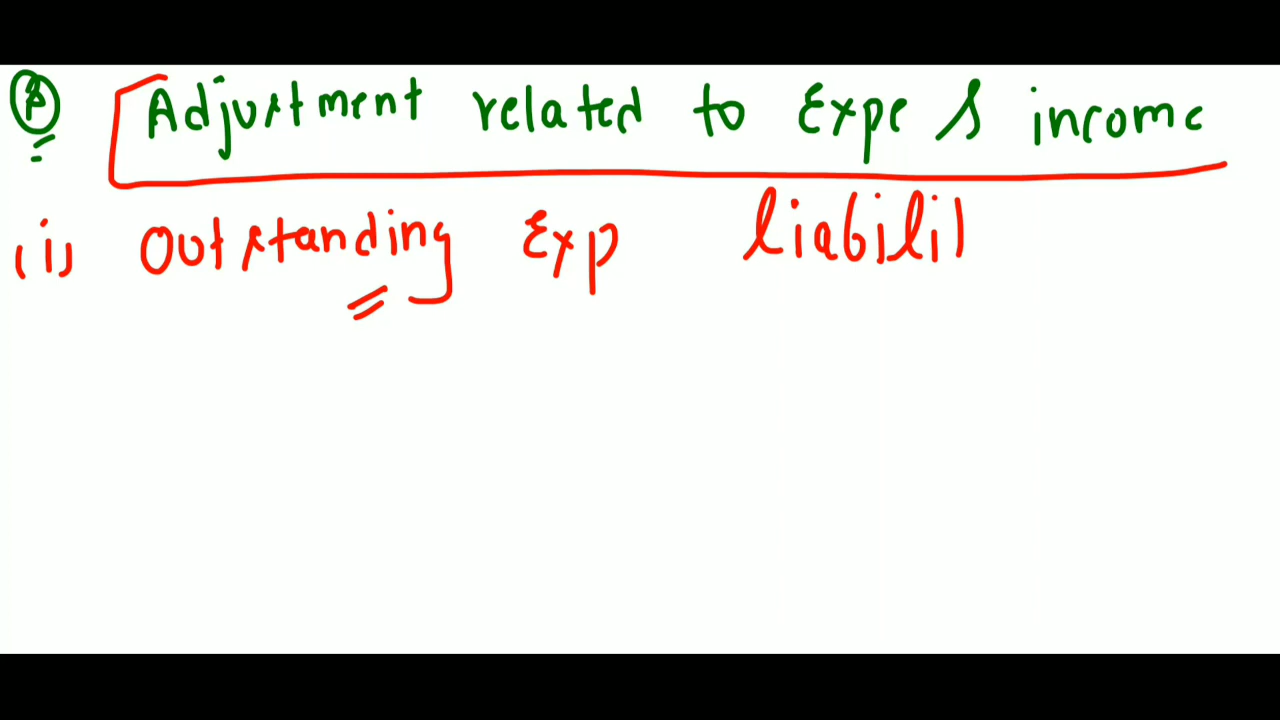 (A) Adjustment related to Expe & income
(i) Outstanding Exp liabilit